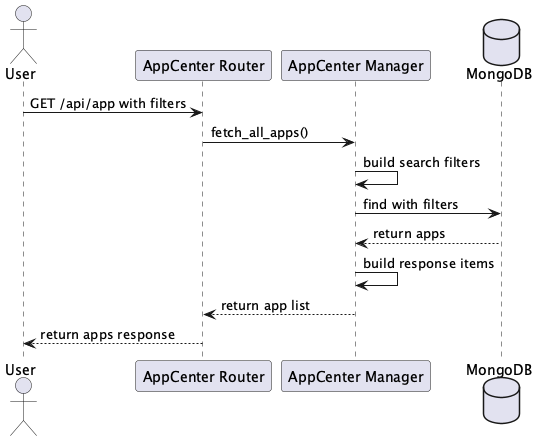 User
AppCenter Router
AppCenter Manager
MongoDB
GET /api/app with filters
fetch_all_apps()
build search filters
find with filters
return apps
build response items
return app list
return apps response
User
AppCenter Router
AppCenter Manager
MongoDB